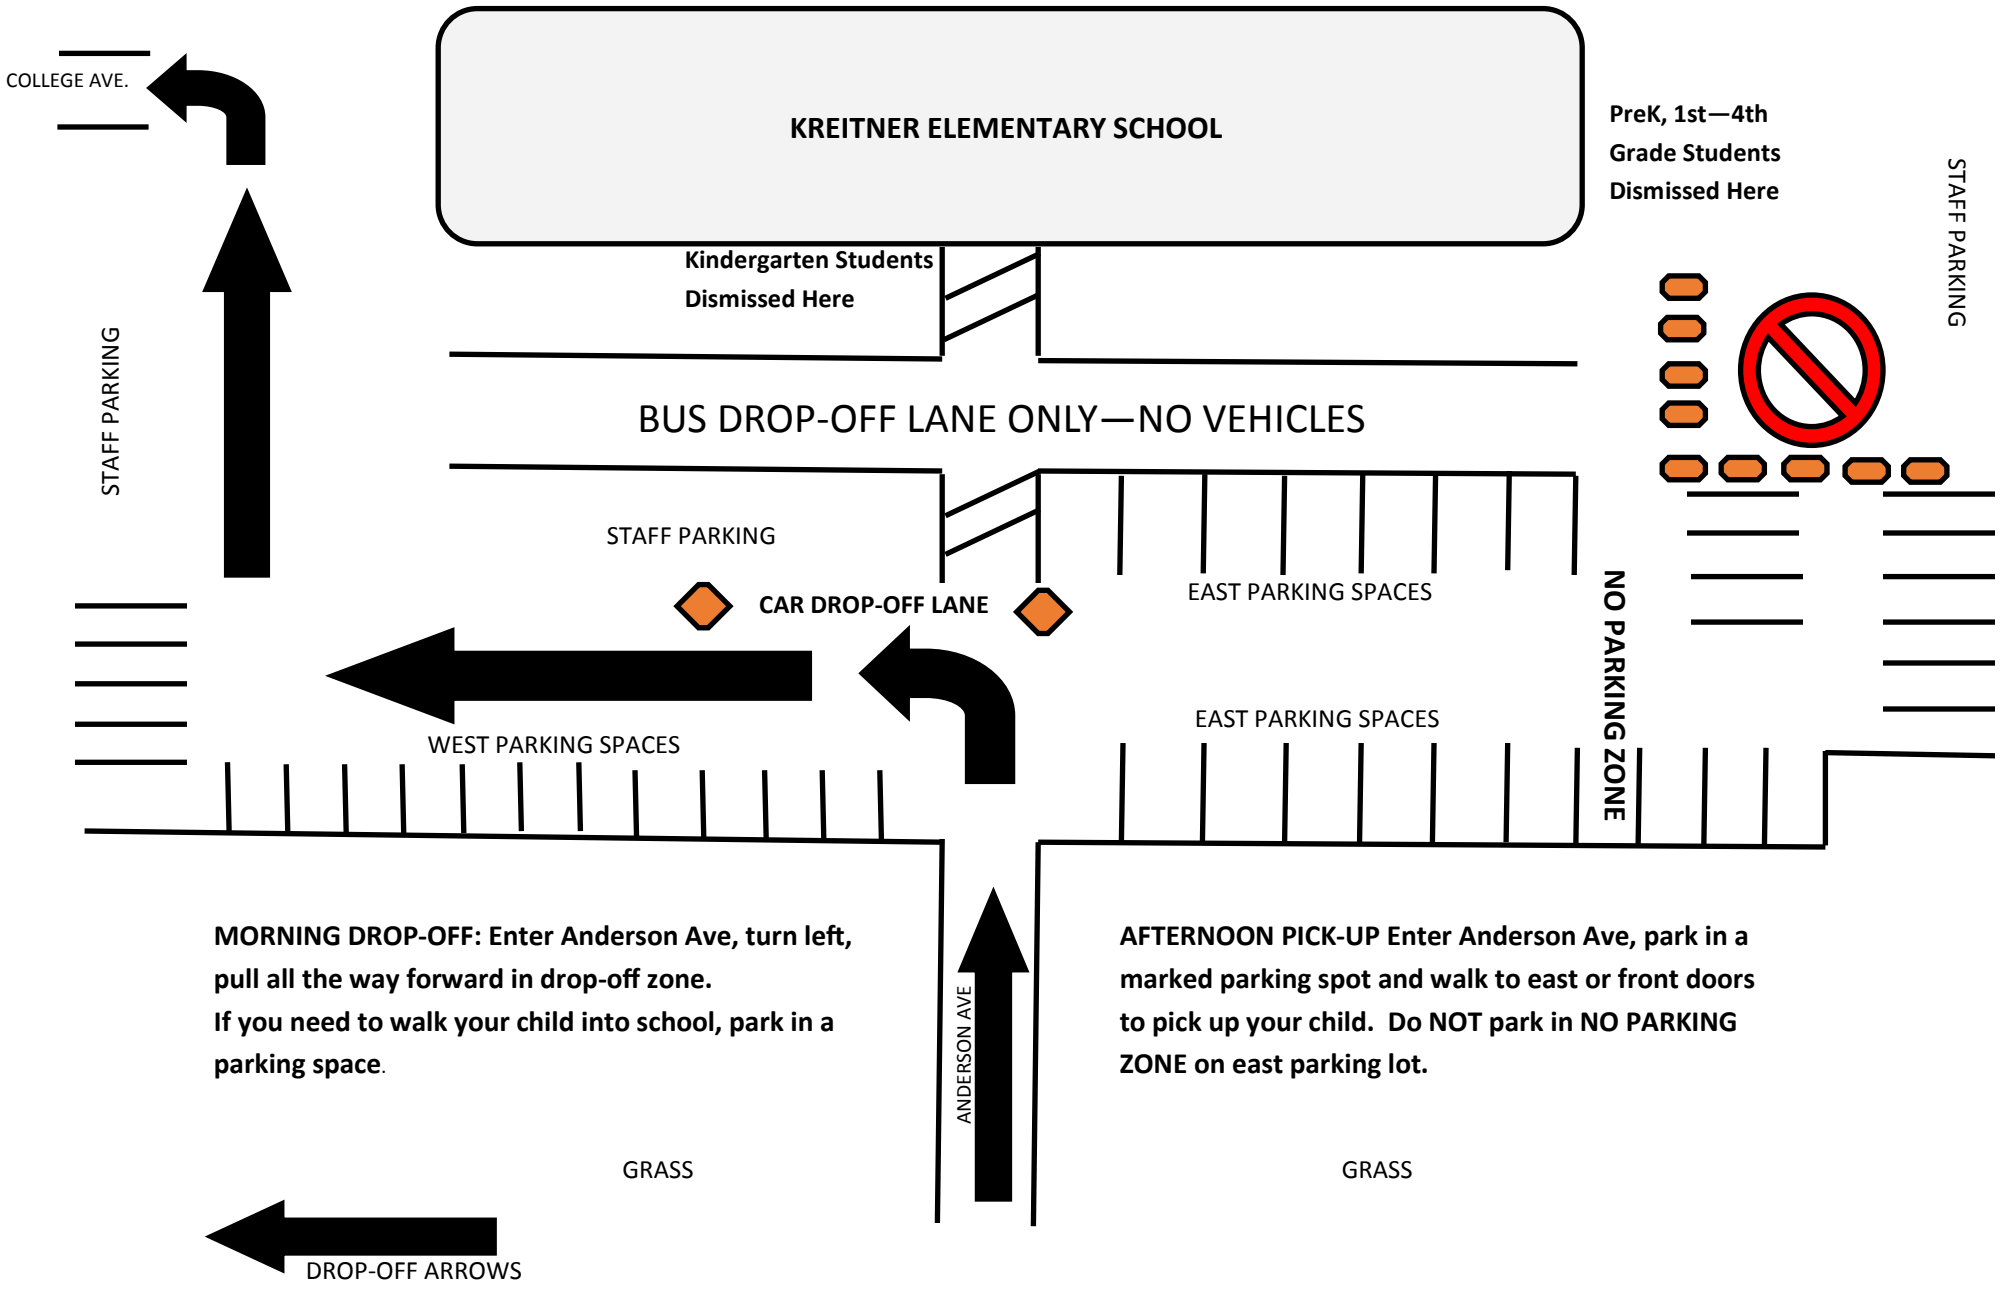 COLLEGE AVE.
KREITNER ELEMENTARY SCHOOL
PreK, 1st—4th
Grade Students
Dismissed Here
STAFF PARKING
Kindergarten Students
Dismissed Here
STAFF PARKING
BUS DROP-OFF LANE ONLY—NO VEHICLES
STAFF PARKING
CAR DROP-OFF LANE
EAST PARKING SPACES
NO PARKING ZONE
WEST PARKING SPACES
EAST PARKING SPACES
MORNING DROP-OFF: Enter Anderson Ave, turn left,
pull all the way forward in drop-off zone.
If you need to walk your child into school, park in a
parking space.
ANDERSON AVE
AFTERNOON PICK-UP Enter Anderson Ave, park in a
marked parking spot and walk to east or front doors
to pick up your child.  Do NOT park in NO PARKING
ZONE on east parking lot.
GRASS
GRASS
DROP-OFF ARROWS